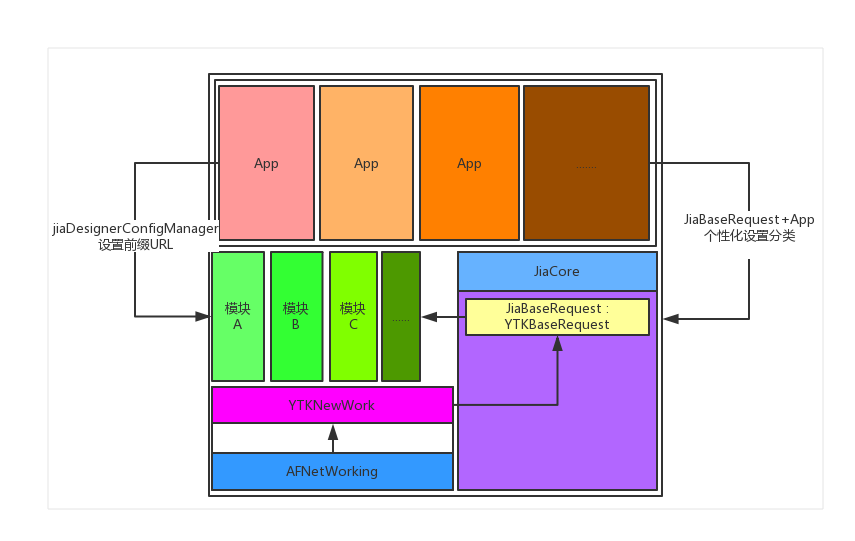 App
App
App
.......
jiaDesignerConfigManager
设置前缀URL
JiaBaseRequest+App
个性化设置分类
模块
A
模块
B
模块
C
......
JiaCore
JiaBaseRequest :
YTKBaseRequest
YTKNewWork
AFNetWorking